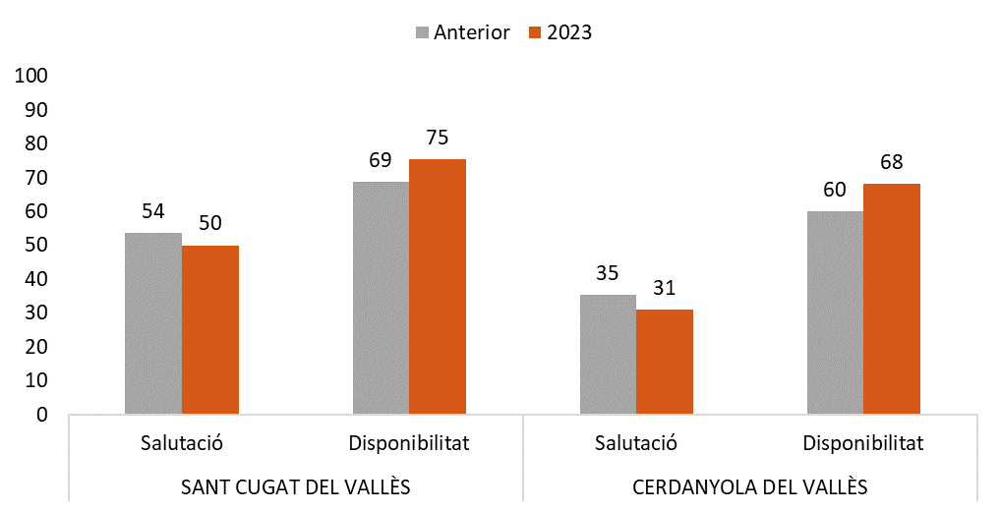 Anterior 2023
100
90
80
70
60
50
40
30
20
10
0
54 50 69 75 35 31 60 68
Salutació Disponibilitat Salutació Disponibilitat
SANT CUGAT DEL VALLÈS CERDANYOLA DEL VALLÈS